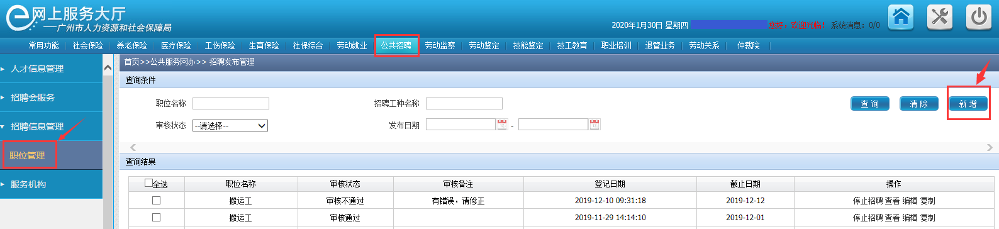 网上服务大厅
——广州市人力资源和社会保障局
2020年1月30日 星期四 您好，欢迎光临！ 系统消息：0/0
常用功能 社会保险 养老保险 医疗保险 工伤保险 生育保险 社保综合 劳动就业 公共招聘 劳动监察 劳动鉴定 技能鉴定 技工教育 职业培训 退管业务 劳动关系 仲裁院
人才信息管理
招聘会服务
招聘信息管理
职位管理
服务机构
首页>>公共服务网办>> 招聘发布管理
查询条件
职位名称 招聘工种名称 查询 清除 新增
审核状态 --请选择-- 发布日期 -
查询结果
全选 职位名称 审核状态 审核备注 登记日期 截止日期 操作
搬运工 审核不通过 有错误，请修正 2019-12-10 09:31:18 2019-12-12 停止招聘 查看 编辑 复制
搬运工 审核通过 2019-11-29 14:14:10 2019-12-01 停止招聘 查看 编辑 复制